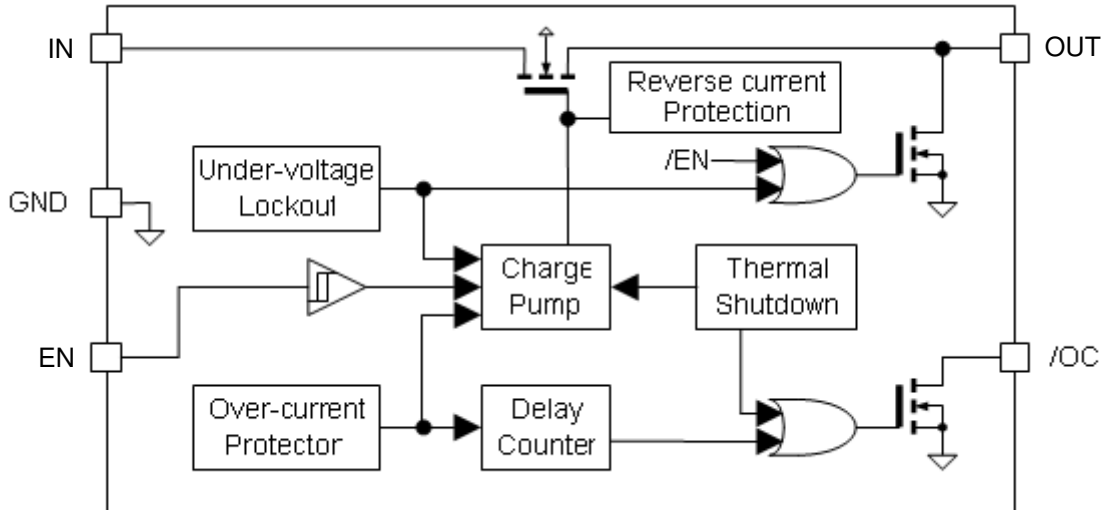 IN
OUT
Reverse current
Protection
/EN
Under-voltage
Lockout
GND
Charge
Pump
Thermal
Shutdown
EN
/OC
Over-current
Protector
Delay
Counter